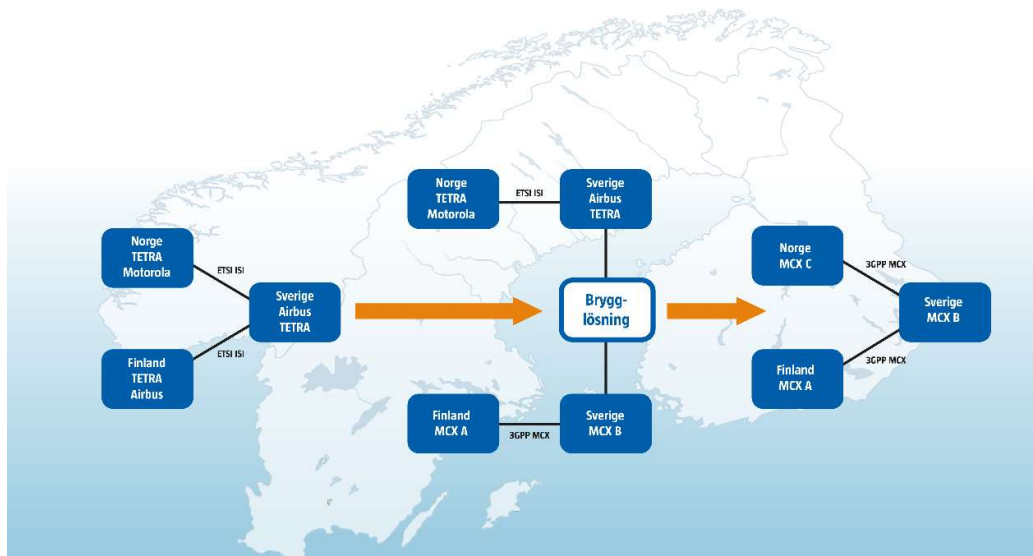 Norge
TETRA
Motorola
ETSI ISI
Sverige
Airbus
TETRA
ETSI ISI
Finland
TETRA
Airbus
Norge
TETRA
Motorola
ETSI ISI
Sverige
Airbus
TETRA
Brygg-
lösning
Finland
MCX A
3GPP MCX
Sverige
MCX B
Norge
MCX C
3GPP MCX
Sverige
MCX B
3GPP MCX
Finland
MCX A